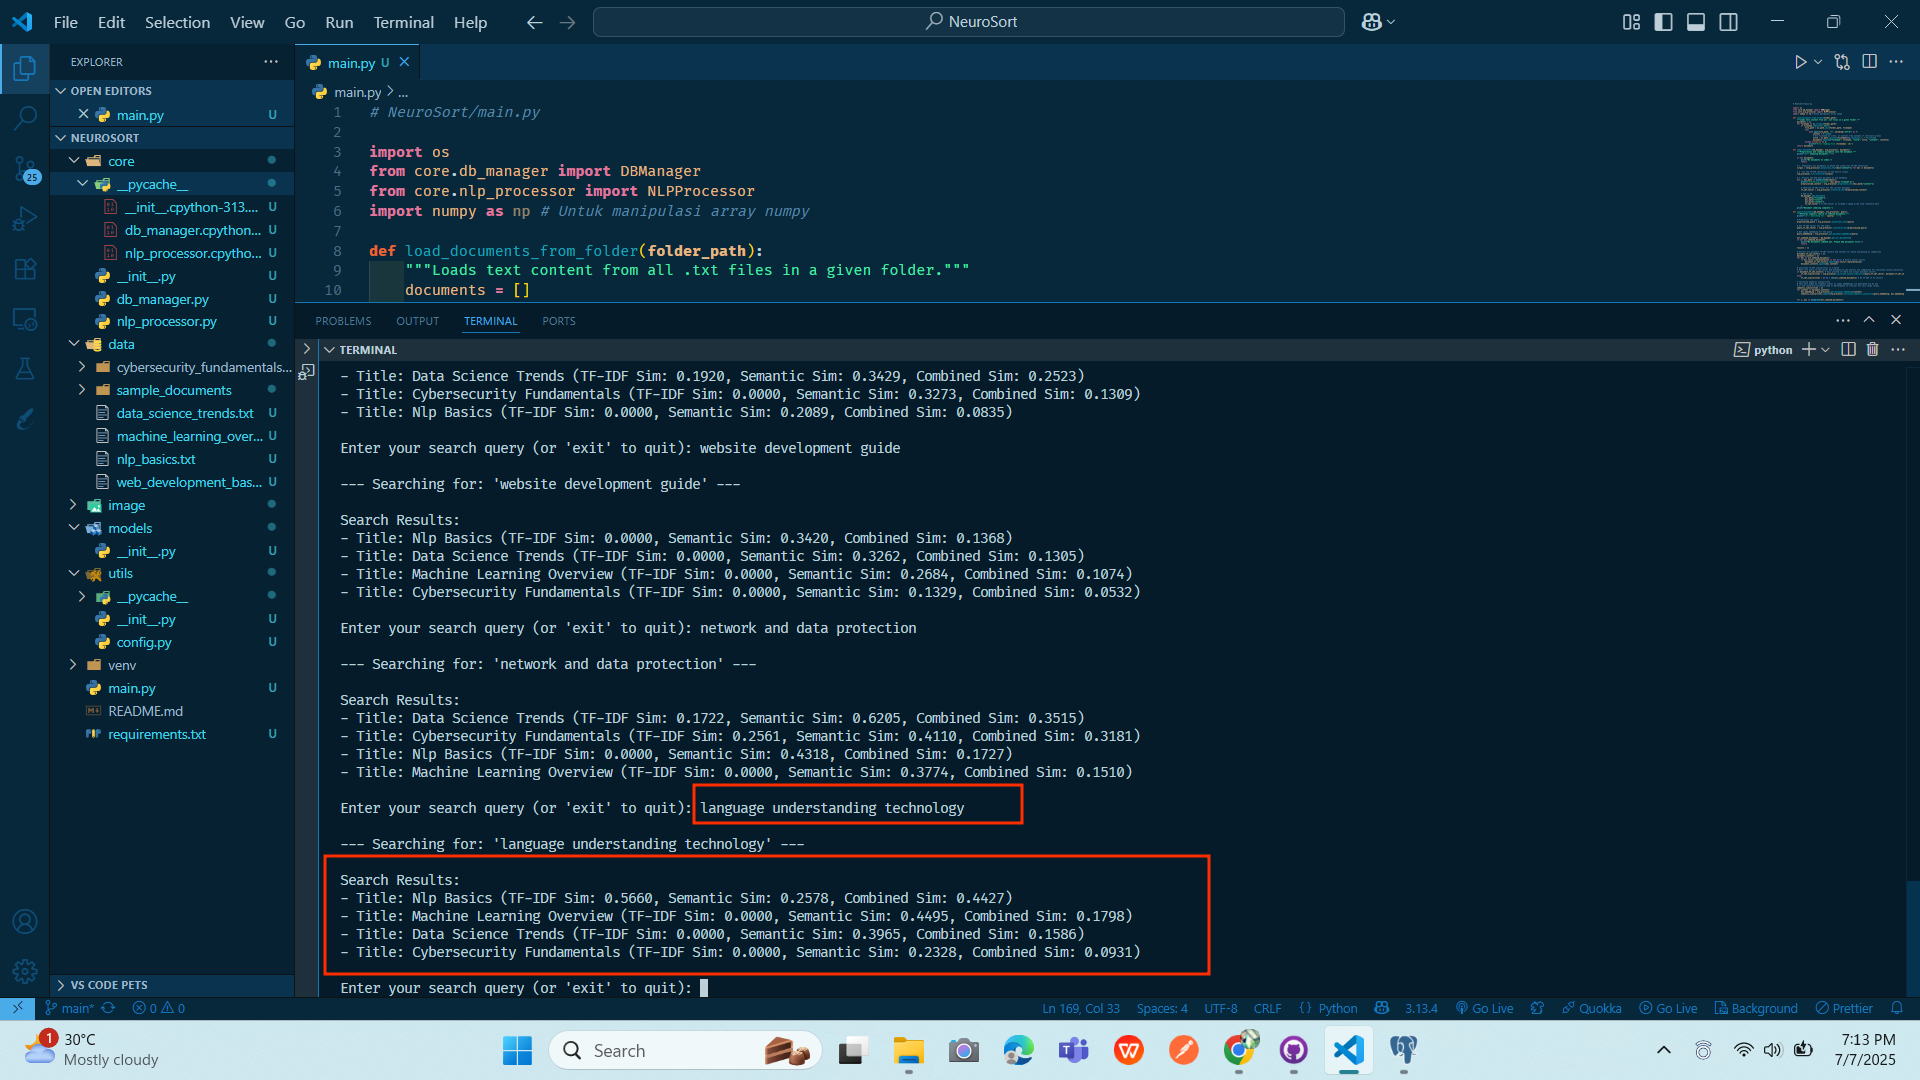 File Edit Selection View Go Run Terminal Help
NeuroSort
EXPLORER
OPEN EDITORS
main.py U
NEUROSORT
core
__pycache__
__init__.cpython-313.... U
db_manager.cpython... U
nlp_processor.cpytho... U
__init__.py U
db_manager.py U
nlp_processor.py U
data
cybersecurity_fundamentals...
sample_documents
data_science_trends.txt U
machine_learning_over... U
nlp_basics.txt U
web_development_bas... U
image
models
__init__.py U
utils
__pycache__
__init__.py U
config.py U
venv
main.py U
README.md
requirements.txt U
VS CODE PETS
25
main.py U
main.py > ...
1 # NeuroSort/main.py
2
3 import os
4 from core.db_manager import DBManager
5 from core.nlp_processor import NLPProcessor
6 import numpy as np # Untuk manipulasi array numpy
7
8 def load_documents_from_folder(folder_path):
9 """Loads text content from all .txt files in a given folder."""
10 documents = []
PROBLEMS OUTPUT TERMINAL PORTS
TERMINAL
python
- Title: Data Science Trends (TF-IDF Sim: 0.1920, Semantic Sim: 0.3429, Combined Sim: 0.2523)
- Title: Cybersecurity Fundamentals (TF-IDF Sim: 0.0000, Semantic Sim: 0.3273, Combined Sim: 0.1309)
- Title: Nlp Basics (TF-IDF Sim: 0.0000, Semantic Sim: 0.2089, Combined Sim: 0.0835)
Enter your search query (or 'exit' to quit): website development guide
--- Searching for: 'website development guide' ---
Search Results:
- Title: Nlp Basics (TF-IDF Sim: 0.0000, Semantic Sim: 0.3420, Combined Sim: 0.1368)
- Title: Data Science Trends (TF-IDF Sim: 0.0000, Semantic Sim: 0.3262, Combined Sim: 0.1305)
- Title: Machine Learning Overview (TF-IDF Sim: 0.0000, Semantic Sim: 0.2684, Combined Sim: 0.1074)
- Title: Cybersecurity Fundamentals (TF-IDF Sim: 0.0000, Semantic Sim: 0.1329, Combined Sim: 0.0532)
Enter your search query (or 'exit' to quit): network and data protection
--- Searching for: 'network and data protection' ---
Search Results:
- Title: Data Science Trends (TF-IDF Sim: 0.1722, Semantic Sim: 0.6205, Combined Sim: 0.3515)
- Title: Cybersecurity Fundamentals (TF-IDF Sim: 0.2561, Semantic Sim: 0.4110, Combined Sim: 0.3181)
- Title: Nlp Basics (TF-IDF Sim: 0.0000, Semantic Sim: 0.4318, Combined Sim: 0.1727)
- Title: Machine Learning Overview (TF-IDF Sim: 0.0000, Semantic Sim: 0.3774, Combined Sim: 0.1510)
Enter your search query (or 'exit' to quit): language understanding technology
--- Searching for: 'language understanding technology' ---
Search Results:
- Title: Nlp Basics (TF-IDF Sim: 0.5660, Semantic Sim: 0.2578, Combined Sim: 0.4427)
- Title: Machine Learning Overview (TF-IDF Sim: 0.0000, Semantic Sim: 0.4495, Combined Sim: 0.1798)
- Title: Data Science Trends (TF-IDF Sim: 0.0000, Semantic Sim: 0.3965, Combined Sim: 0.1586)
- Title: Cybersecurity Fundamentals (TF-IDF Sim: 0.0000, Semantic Sim: 0.2328, Combined Sim: 0.0931)
Enter your search query (or 'exit' to quit):
main* 0 0 Ln 169, Col 33 Spaces: 4 UTF-8 CRLF {} Python 3.13.4 Go Live Quokka Go Live Background Prettier
1
30°C
Mostly cloudy
Search
7:13 PM
7/7/2025